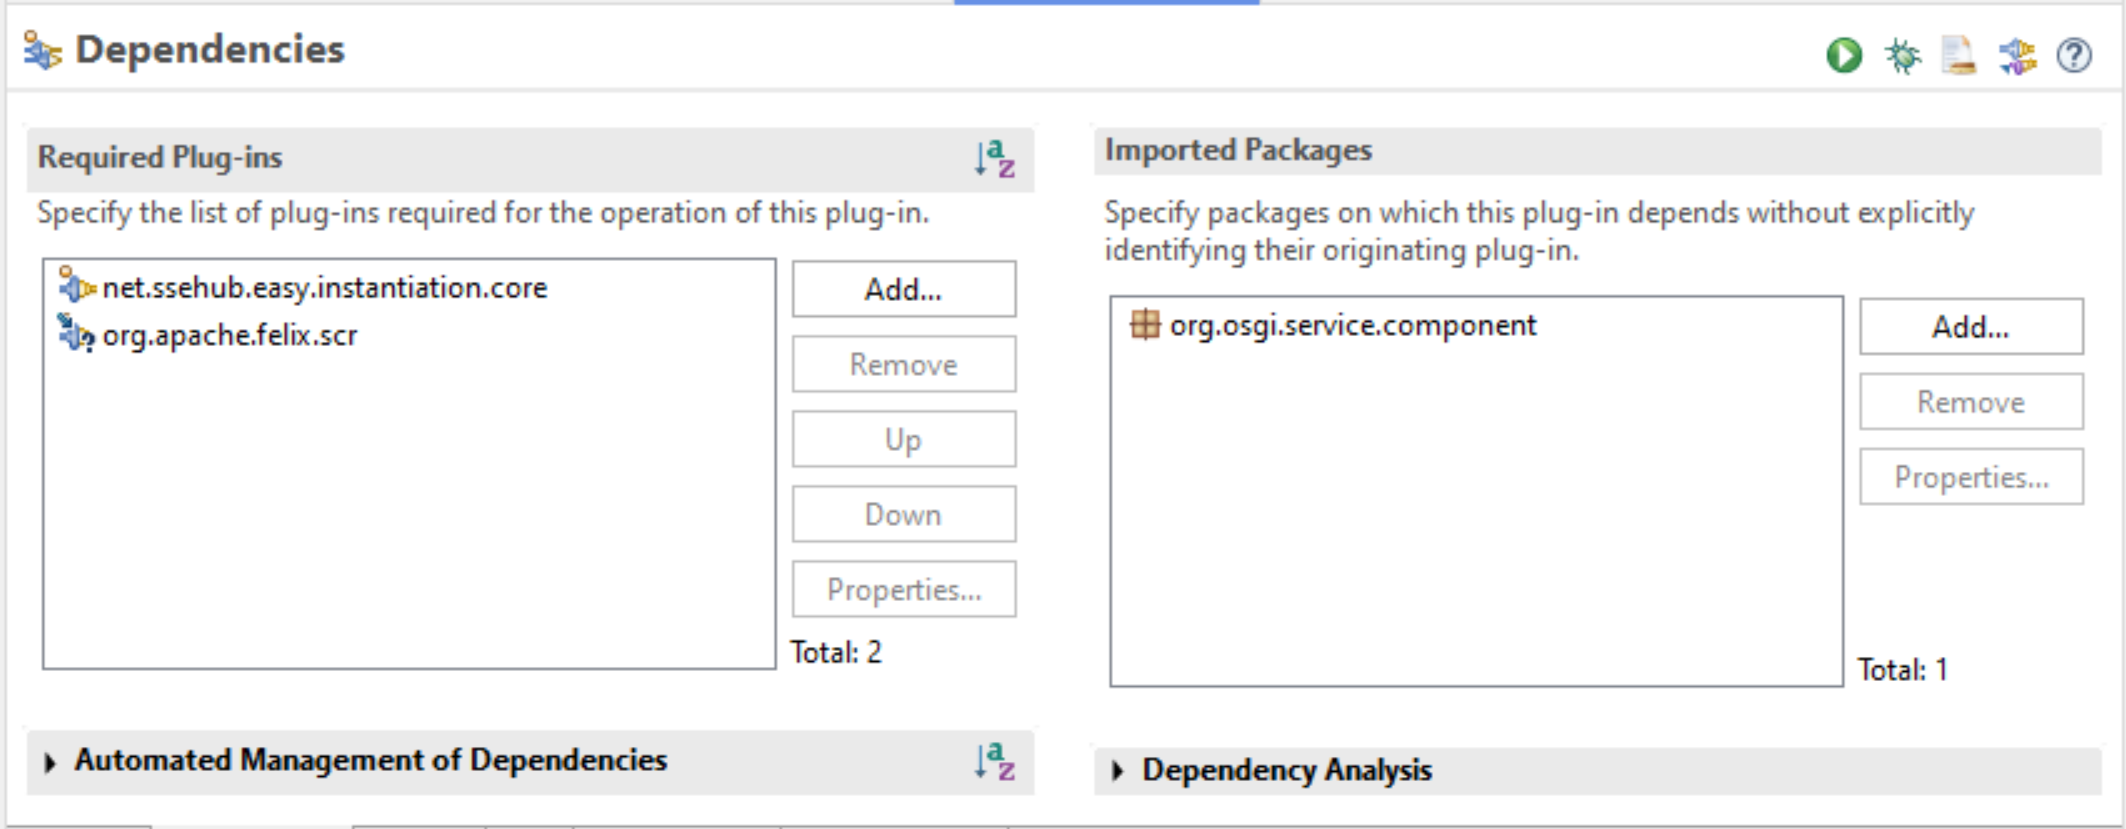 Dependencies
Required Plug-ins
Specify the list of plug-ins required for the operation of this plug-in.
net.ssehub.easy.instantiation.core
org.apache.felix.scr
Add...
Remove
Up
Down
Properties...
Total: 2
Automated Management of Dependencies
Imported Packages
Specify packages on which this plug-in depends without explicitly
identifying their originating plug-in.
org.osgi.service.component
Add...
Remove
Properties...
Total: 1
Dependency Analysis